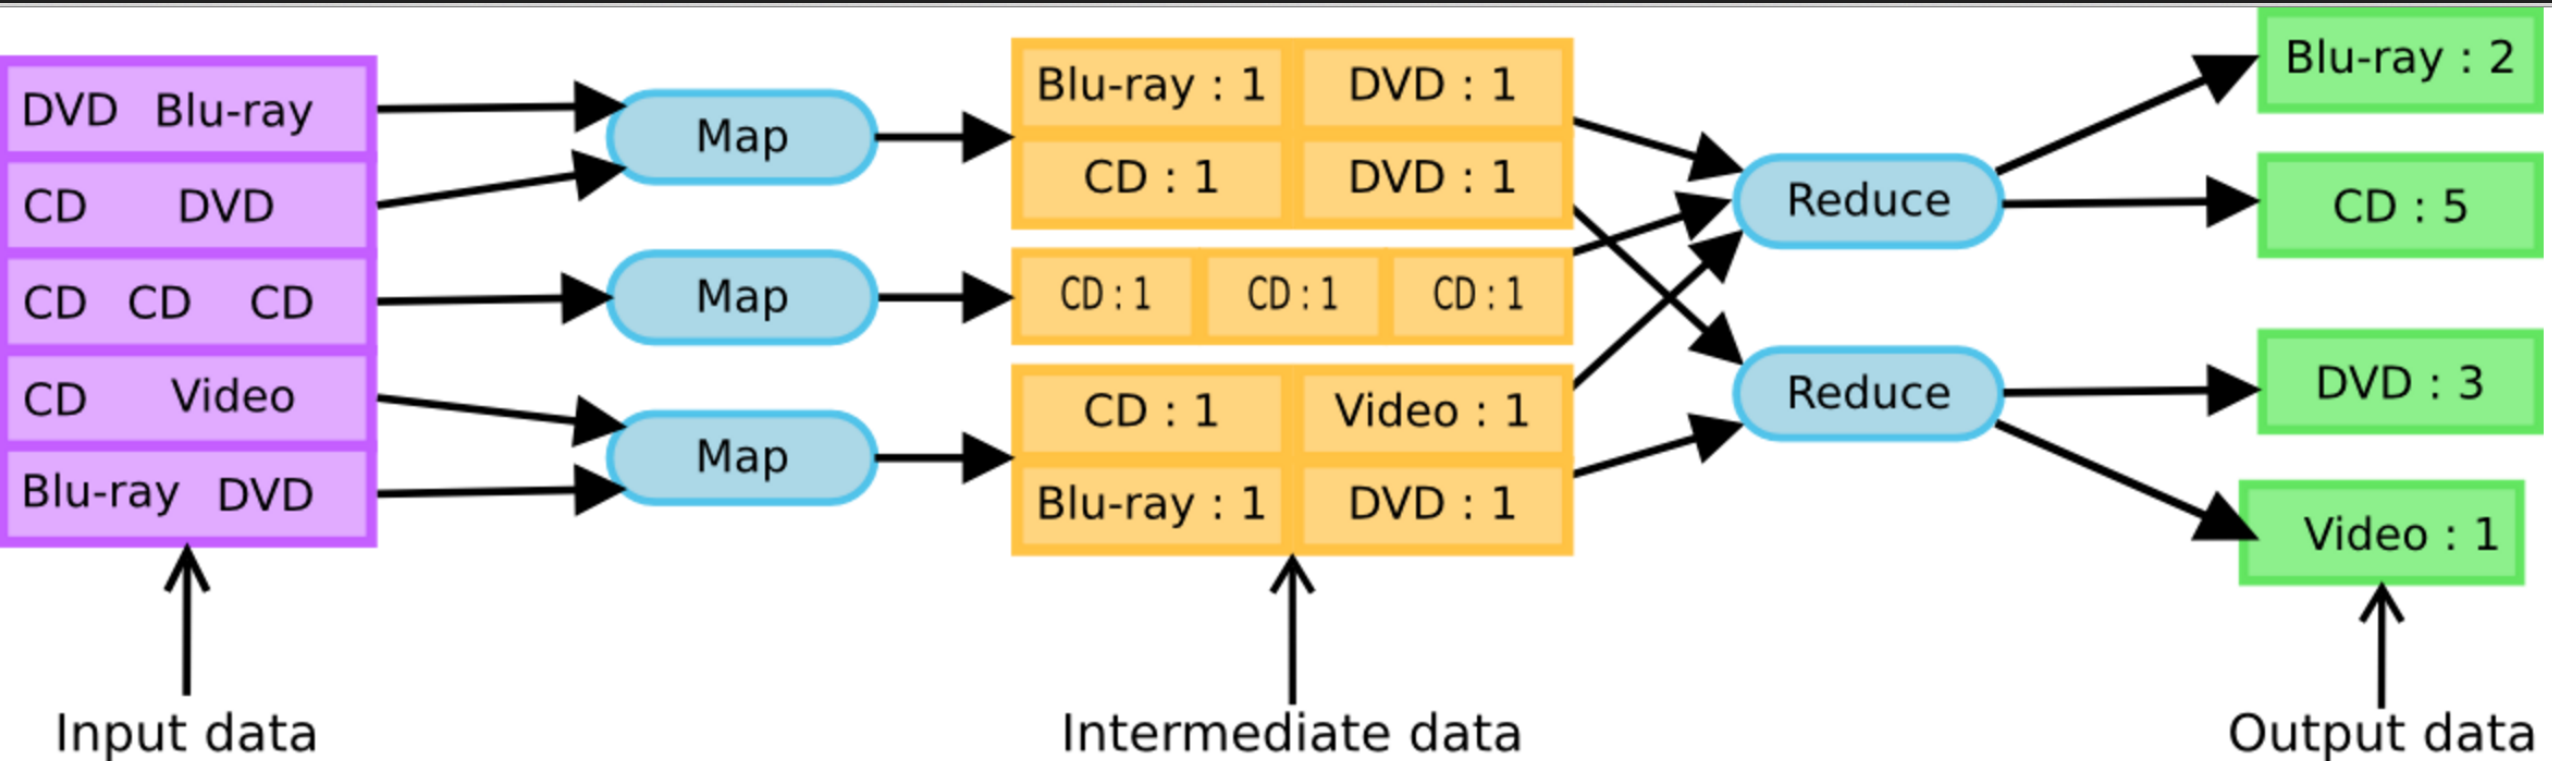 DVD Blu-ray
CD DVD
CD CD CD
CD Video
Blu-ray DVD
Input data
Map
Map
Map
Blu-ray : 1 DVD : 1
CD : 1 DVD : 1
CD : 1 CD : 1 CD : 1
CD : 1 Video : 1
Blu-ray : 1 DVD : 1
Intermediate data
Reduce
Reduce
Blu-ray : 2
CD : 5
DVD : 3
Video : 1
Output data